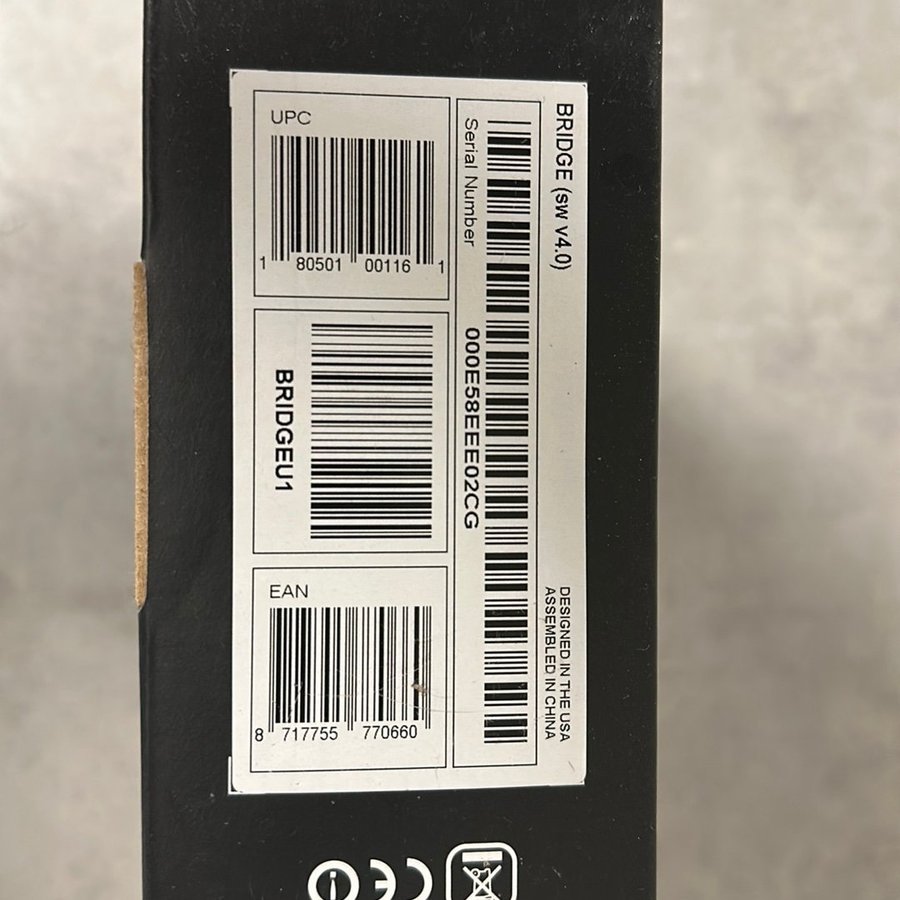 BRIDGE (sw v4.0)
DESIGNED IN THE USA
ASSEMBLED IN CHINA
Serial Number
000E58EEE02CG
UPC
1 80501 00116 1
BRIDGEU1
EAN
8 717755 770660
CE